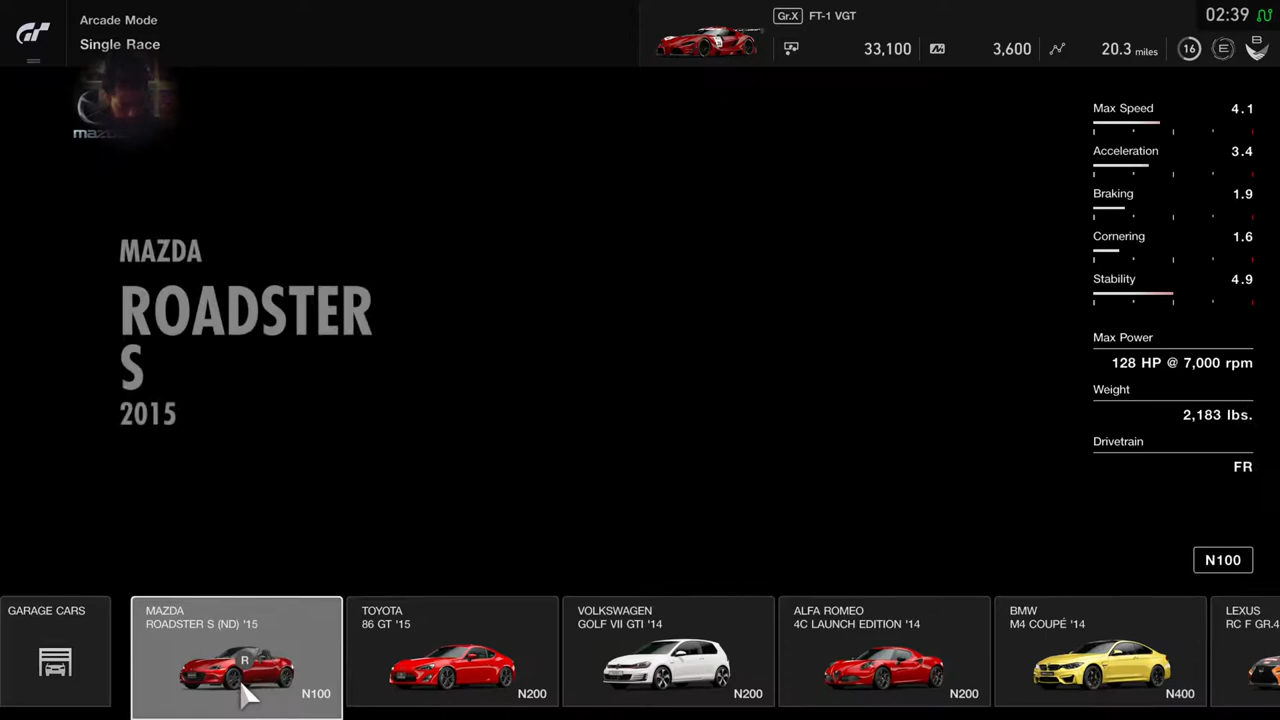 Arcade Mode
Single Race
Gr.X FT-1 VGT
33,100
3,600
20.3 miles
16
E
B
02:39
MAZDA
ROADSTER
S
2015
Max Speed 4.1
Acceleration 3.4
Braking 1.9
Cornering 1.6
Stability 4.9
Max Power
128 HP @ 7,000 rpm
Weight
2,183 lbs.
Drivetrain
FR
N100
GARAGE CARS
MAZDA
ROADSTER S (ND) '15
R
N100
TOYOTA
86 GT '15
N200
VOLKSWAGEN
GOLF VII GTI '14
N200
ALFA ROMEO
4C LAUNCH EDITION '14
N200
BMW
M4 COUPÉ '14
N400
LEXUS
RC F GR.4